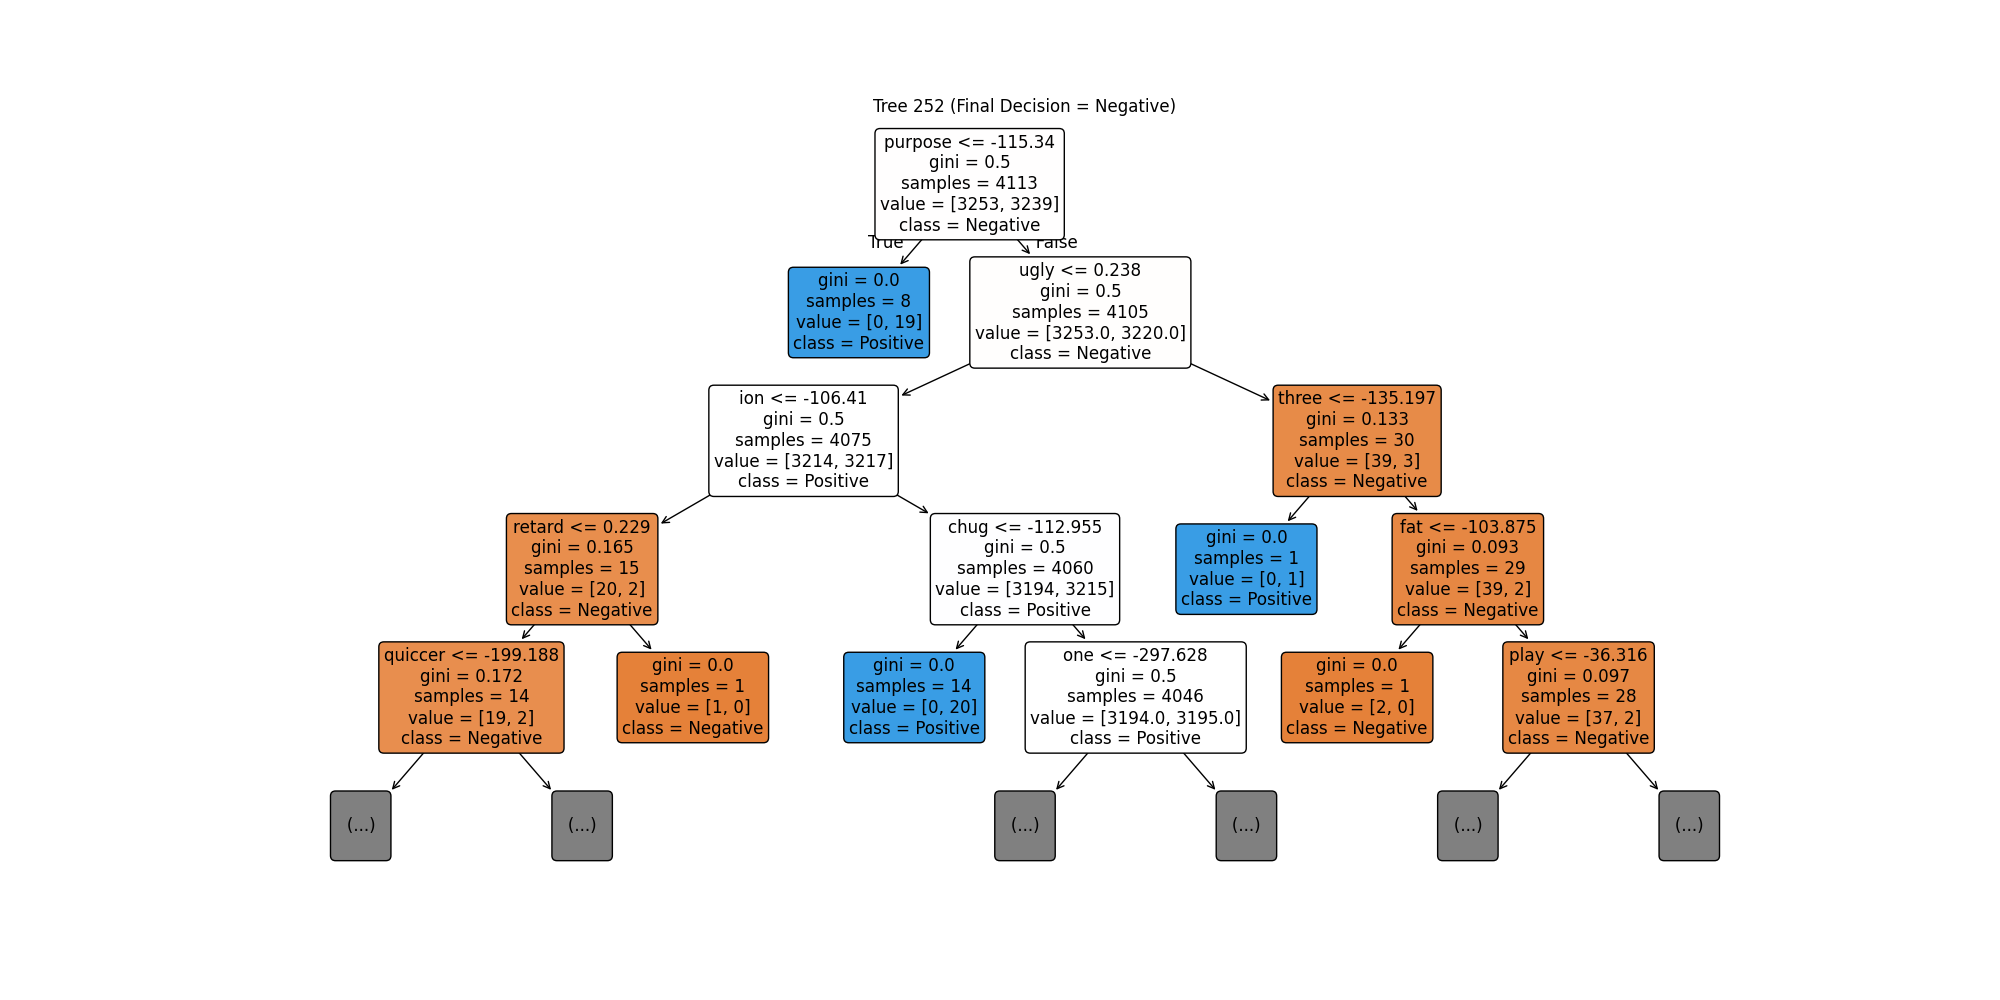 Tree 252 (Final Decision = Negative)
purpose <= -115.34
gini = 0.5
samples = 4113
value = [3253, 3239]
class = Negative
True
False
gini = 0.0
samples = 8
value = [0, 19]
class = Positive
ugly <= 0.238
gini = 0.5
samples = 4105
value = [3253.0, 3220.0]
class = Negative
ion <= -106.41
gini = 0.5
samples = 4075
value = [3214, 3217]
class = Positive
three <= -135.197
gini = 0.133
samples = 30
value = [39, 3]
class = Negative
retard <= 0.229
gini = 0.165
samples = 15
value = [20, 2]
class = Negative
chug <= -112.955
gini = 0.5
samples = 4060
value = [3194, 3215]
class = Positive
gini = 0.0
samples = 1
value = [0, 1]
class = Positive
fat <= -103.875
gini = 0.093
samples = 29
value = [39, 2]
class = Negative
quiccer <= -199.188
gini = 0.172
samples = 14
value = [19, 2]
class = Negative
gini = 0.0
samples = 1
value = [1, 0]
class = Negative
gini = 0.0
samples = 14
value = [0, 20]
class = Positive
one <= -297.628
gini = 0.5
samples = 4046
value = [3194.0, 3195.0]
class = Positive
gini = 0.0
samples = 1
value = [2, 0]
class = Negative
play <= -36.316
gini = 0.097
samples = 28
value = [37, 2]
class = Negative
(...)
(...)
(...)
(...)
(...)
(...)